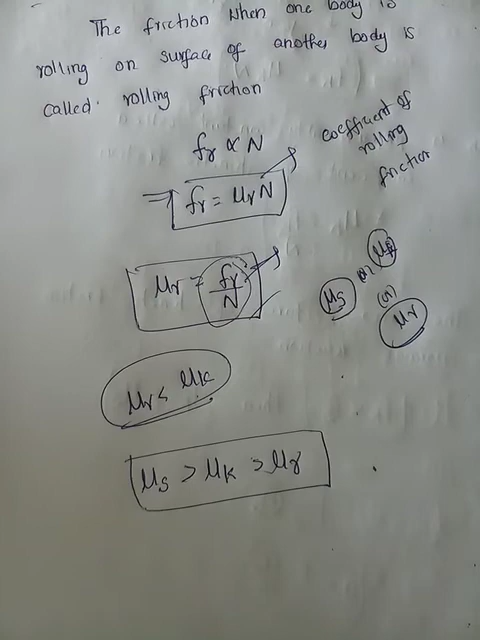 The friction when one body is
rolling on surface of another body is
called rolling friction
fr ∝ N
coefficient of
rolling
friction
⇒ fr = μrN
μr = fr/N
μs (or) μk
(or)
μr
μr < μk
μs > μk > μr